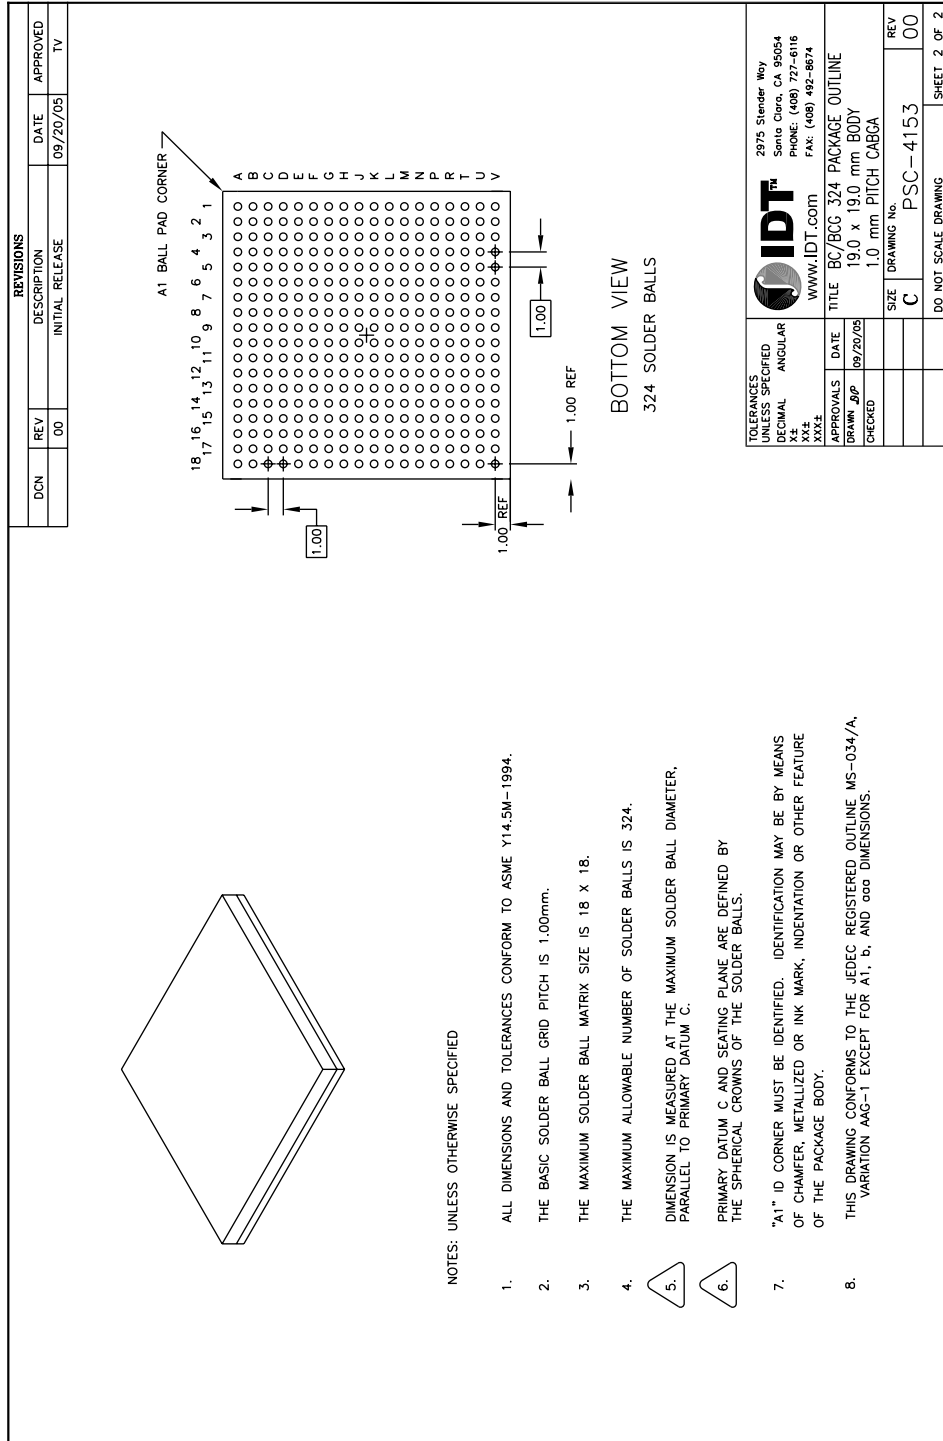 REVISIONS
DCN REV DESCRIPTION DATE APPROVED
00 INITIAL RELEASE 09/20/05 TV
A1 BALL PAD CORNER
18 16 14 12 10 8 6 4 2
17 15 13 11 9 7 5 3 1
A
B
C
D
E
F
G
H
J
K
L
M
N
P
R
T
U
V
1.00
1.00 REF
1.00
1.00 REF
BOTTOM VIEW
324 SOLDER BALLS
NOTES: UNLESS OTHERWISE SPECIFIED
1. ALL DIMENSIONS AND TOLERANCES CONFORM TO ASME Y14.5M-1994.
2. THE BASIC SOLDER BALL GRID PITCH IS 1.00mm.
3. THE MAXIMUM SOLDER BALL MATRIX SIZE IS 18 X 18.
4. THE MAXIMUM ALLOWABLE NUMBER OF SOLDER BALLS IS 324.
5. DIMENSION IS MEASURED AT THE MAXIMUM SOLDER BALL DIAMETER,
PARALLEL TO PRIMARY DATUM C.
6. PRIMARY DATUM C AND SEATING PLANE ARE DEFINED BY
THE SPHERICAL CROWNS OF THE SOLDER BALLS.
7. "A1" ID CORNER MUST BE IDENTIFIED. IDENTIFICATION MAY BE BY MEANS
OF CHAMFER, METALLIZED OR INK MARK, INDENTATION OR OTHER FEATURE
OF THE PACKAGE BODY.
8. THIS DRAWING CONFORMS TO THE JEDEC REGISTERED OUTLINE MS-034/A,
VARIATION AAG-1 EXCEPT FOR A1, b, AND aaa DIMENSIONS.
TOLERANCES
UNLESS SPECIFIED
DECIMAL ANGULAR
X±
XX±
XXX±
APPROVALS DATE
DRAWN 09/20/05
CHECKED
IDT™
www.IDT.com
2975 Stender Way
Santa Clara, CA 95054
PHONE: (408) 727-6116
FAX: (408) 492-8674
TITLE BC/BCG 324 PACKAGE OUTLINE
19.0 x 19.0 mm BODY
1.0 mm PITCH CABGA
SIZE DRAWING No. REV
C PSC-4153 00
DO NOT SCALE DRAWING SHEET 2 OF 2